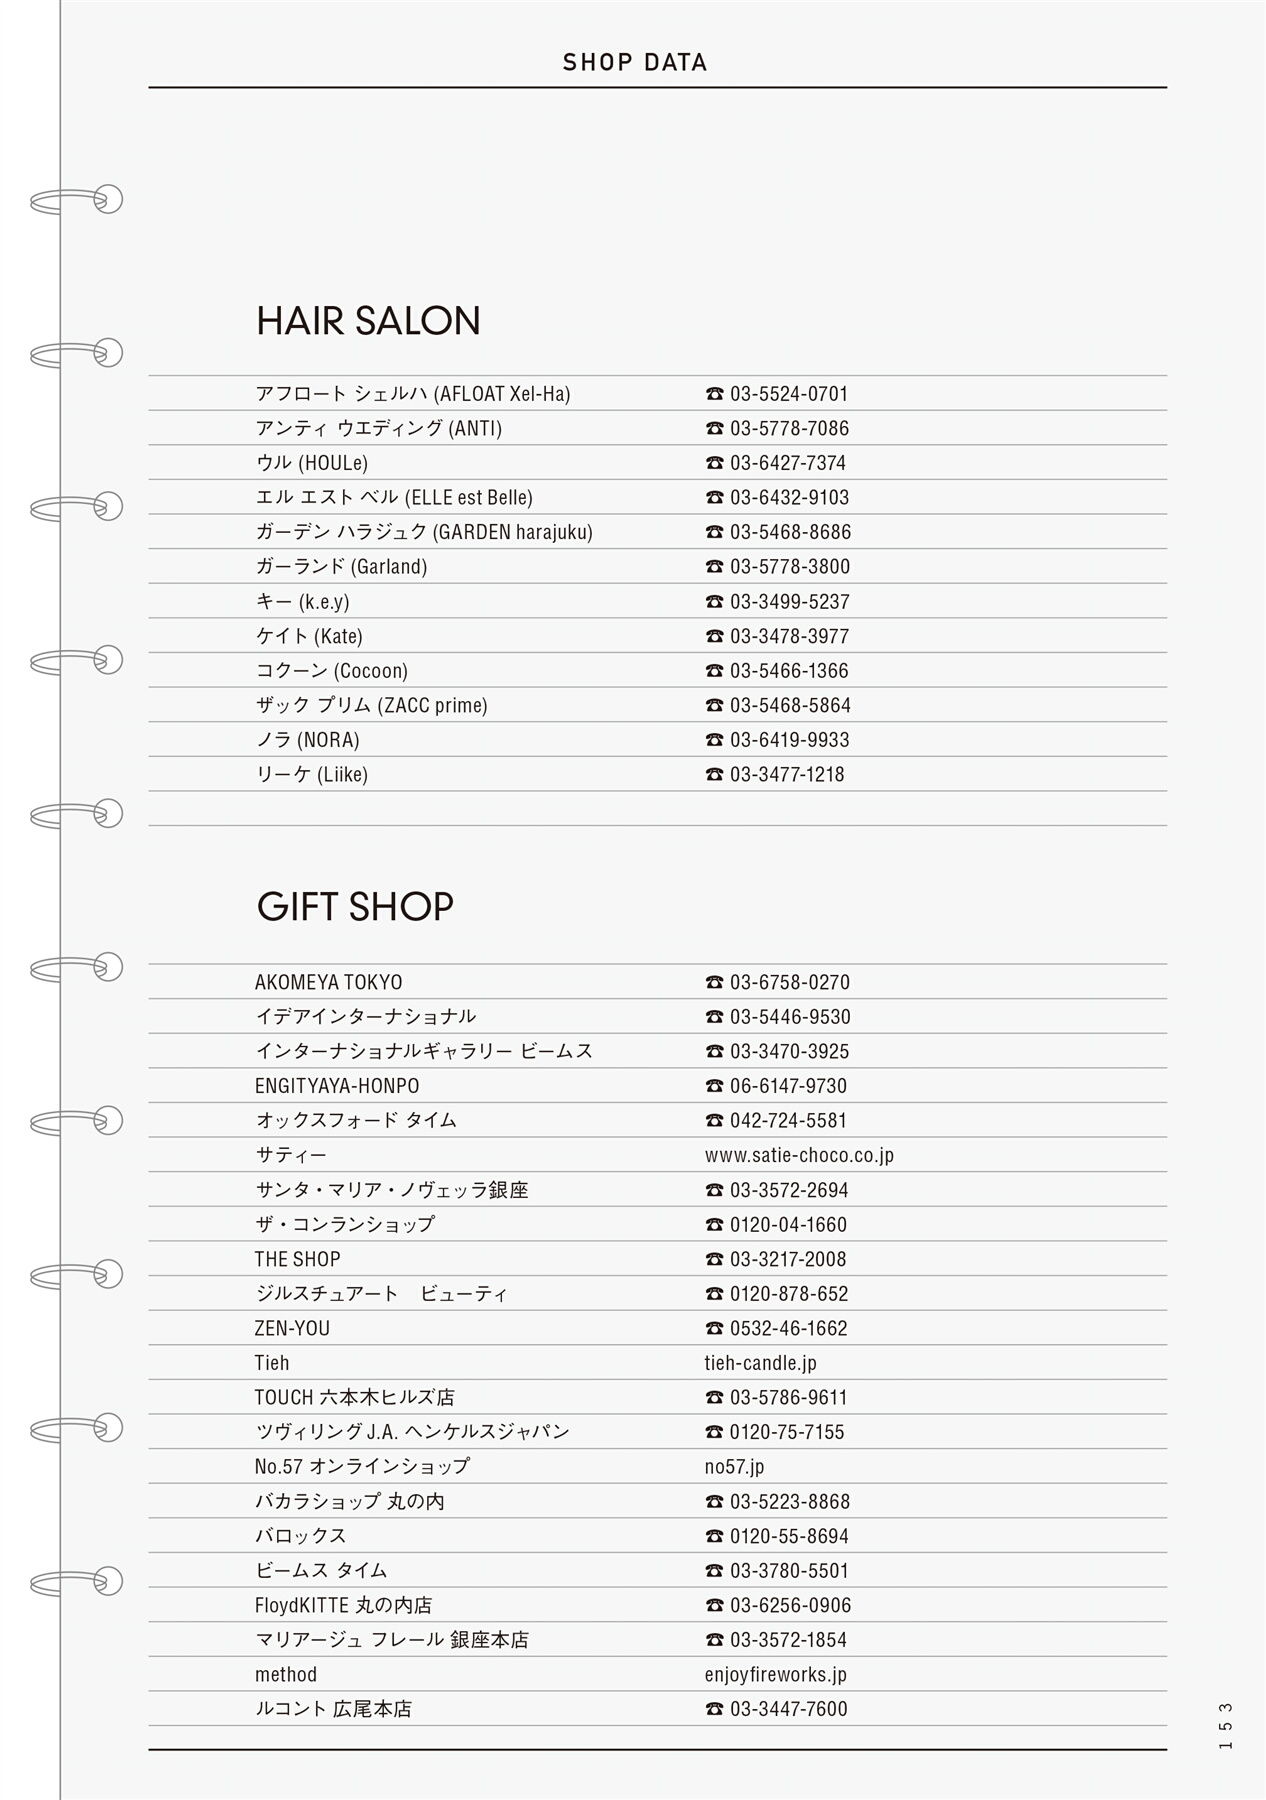 SHOP DATA
HAIR SALON
アフロート シェルハ (AFLOAT Xel-Ha) ☎ 03-5524-0701
アンティ ウエディング (ANTI) ☎ 03-5778-7086
ウル (HOULe) ☎ 03-6427-7374
エル エスト ベル (ELLE est Belle) ☎ 03-6432-9103
ガーデン ハラジュク (GARDEN harajuku) ☎ 03-5468-8686
ガーランド (Garland) ☎ 03-5778-3800
キー (k.e.y) ☎ 03-3499-5237
ケイト (Kate) ☎ 03-3478-3977
コクーン (Cocoon) ☎ 03-5466-1366
ザック プリム (ZACC prime) ☎ 03-5468-5864
ノラ (NORA) ☎ 03-6419-9933
リーケ (Liike) ☎ 03-3477-1218
GIFT SHOP
AKOMEYA TOKYO ☎ 03-6758-0270
イデアインターナショナル ☎ 03-5446-9530
インターナショナルギャラリー ビームス ☎ 03-3470-3925
ENGITYAYA-HONPO ☎ 06-6147-9730
オックスフォード タイム ☎ 042-724-5581
サティー www.satie-choco.co.jp
サンタ・マリア・ノヴェッラ銀座 ☎ 03-3572-2694
ザ・コンランショップ ☎ 0120-04-1660
THE SHOP ☎ 03-3217-2008
ジルスチュアート　ビューティ ☎ 0120-878-652
ZEN-YOU ☎ 0532-46-1662
Tieh tieh-candle.jp
TOUCH 六本木ヒルズ店 ☎ 03-5786-9611
ツヴィリング J.A. ヘンケルスジャパン ☎ 0120-75-7155
No.57 オンラインショップ no57.jp
バカラショップ 丸の内 ☎ 03-5223-8868
バロックス ☎ 0120-55-8694
ビームス タイム ☎ 03-3780-5501
FloydKITTE 丸の内店 ☎ 03-6256-0906
マリアージュ フレール 銀座本店 ☎ 03-3572-1854
method enjoyfireworks.jp
ルコント 広尾本店 ☎ 03-3447-7600
153